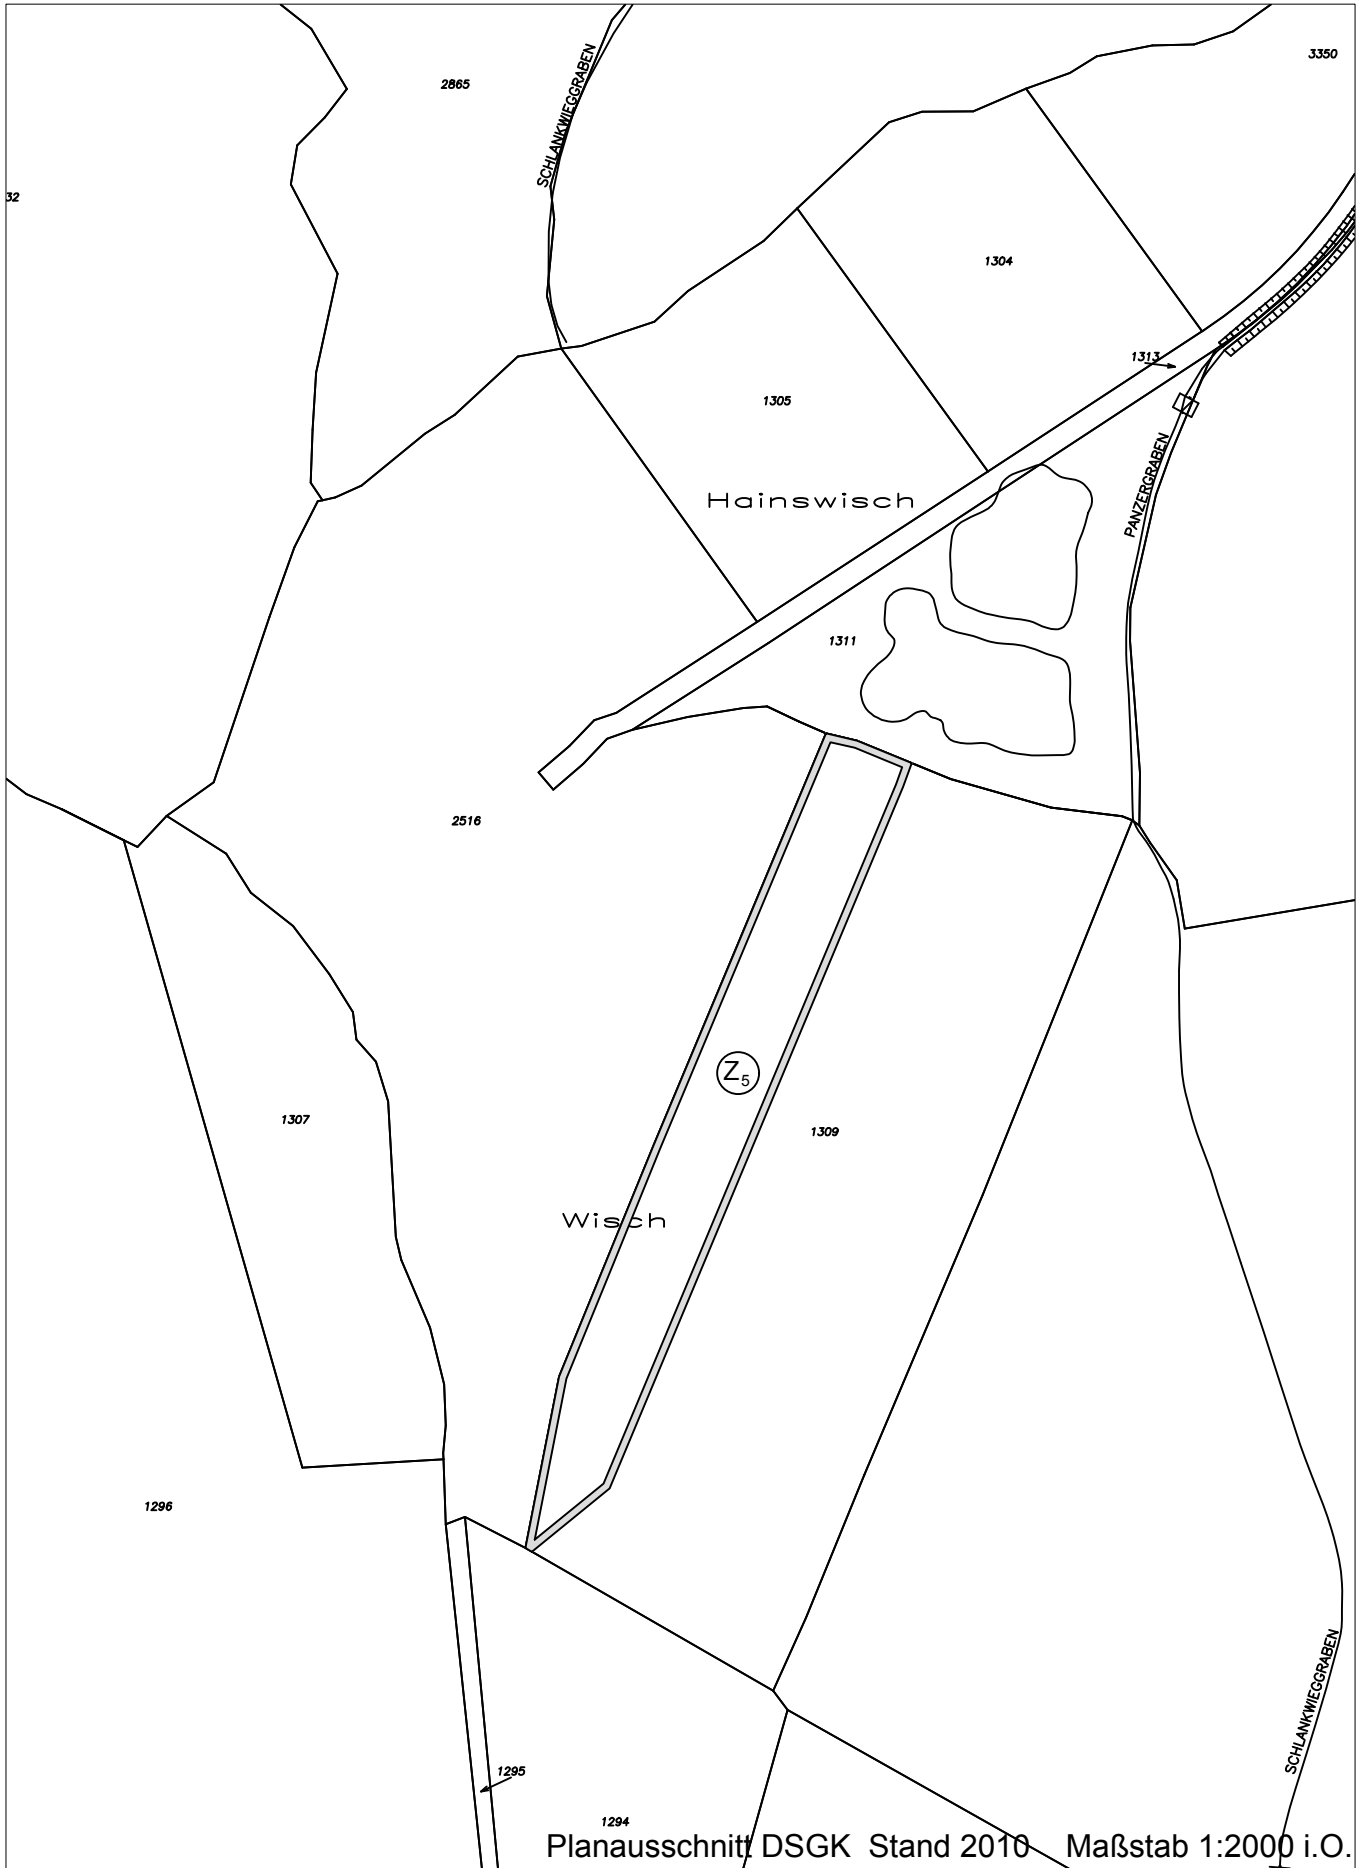 3350
2865
SCHLANKWIEGGRABEN
32
1304
1313
1305
PANZERGRABEN
Hainswisch
1311
2516
Z5
1307
1309
Wisch
1296
SCHLANKWIEGGRABEN
1295
1294
Planausschnitt DSGK Stand 2010 Maßstab 1:2000 i.O.